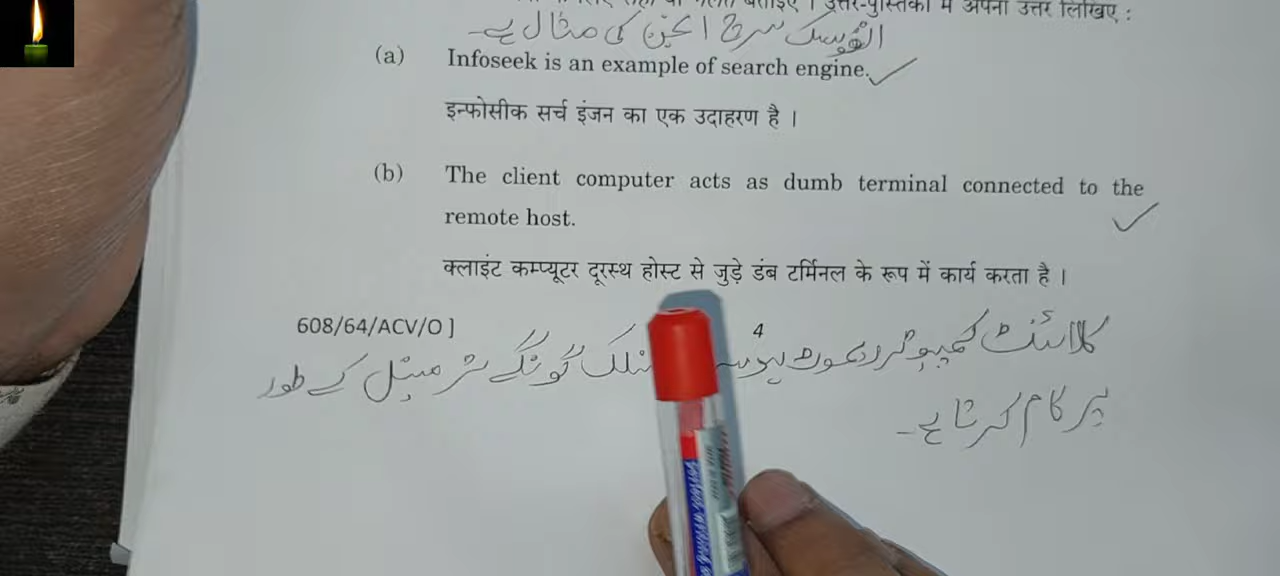 उत्तर-पुस्तिका में अपना उत्तर लिखिए :
سرچ انجن کی مثال ہے۔
(a) Infoseek is an example of search engine.
इन्फोसीक सर्च इंजन का एक उदाहरण है ।
(b) The client computer acts as dumb terminal connected to the
remote host.
क्लाइंट कम्प्यूटर दूरस्थ होस्ट से जुड़े डंब टर्मिनल के रूप में कार्य करता है ।
608/64/ACV/O ] 4
کلائنٹ کمپیوٹر ریموٹ گونگے ٹرمینل کے طور
پر کام کرتا ہے۔